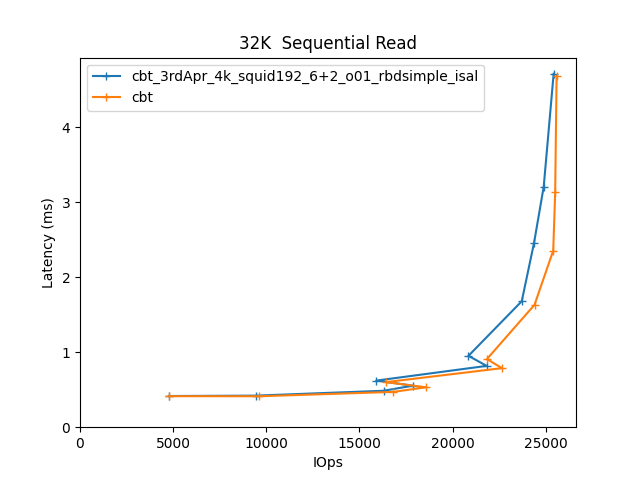 32K  Sequential Read
cbt_3rdApr_4k_squid192_6+2_o01_rbdsimple_isal
cbt
Latency (ms)
4
3
2
1
0
0 5000 10000 15000 20000 25000
IOps